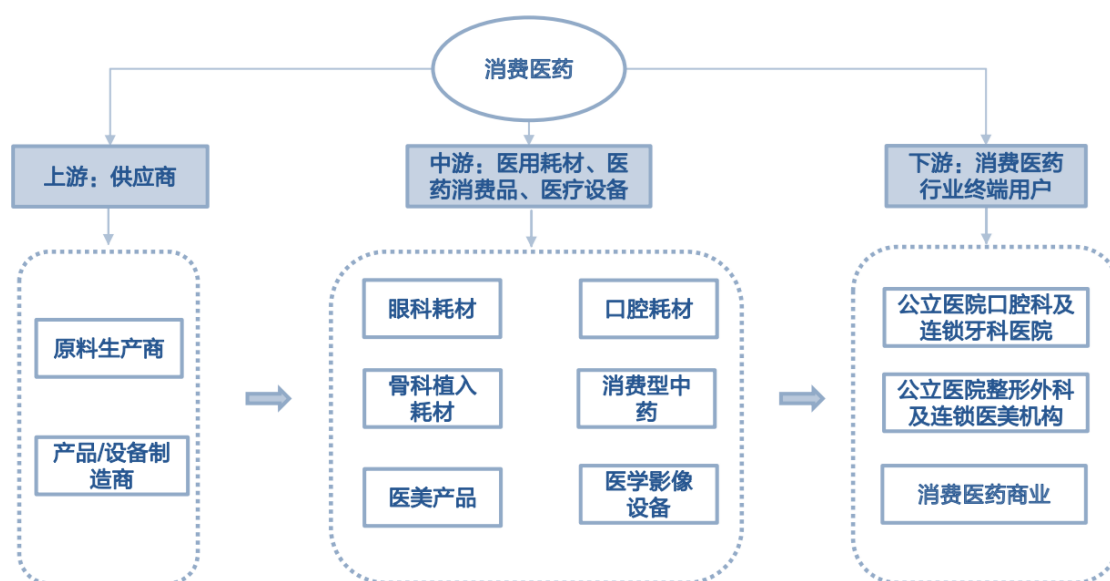 消费医药
上游：供应商
中游：医用耗材、医
药消费品、医疗设备
下游：消费医药
行业终端用户
原料生产商
产品/设备制
造商
眼科耗材
口腔耗材
骨科植入
耗材
消费型中
药
医美产品
医学影像
设备
公立医院口腔科及
连锁牙科医院
公立医院整形外科
及连锁医美机构
消费医药商业